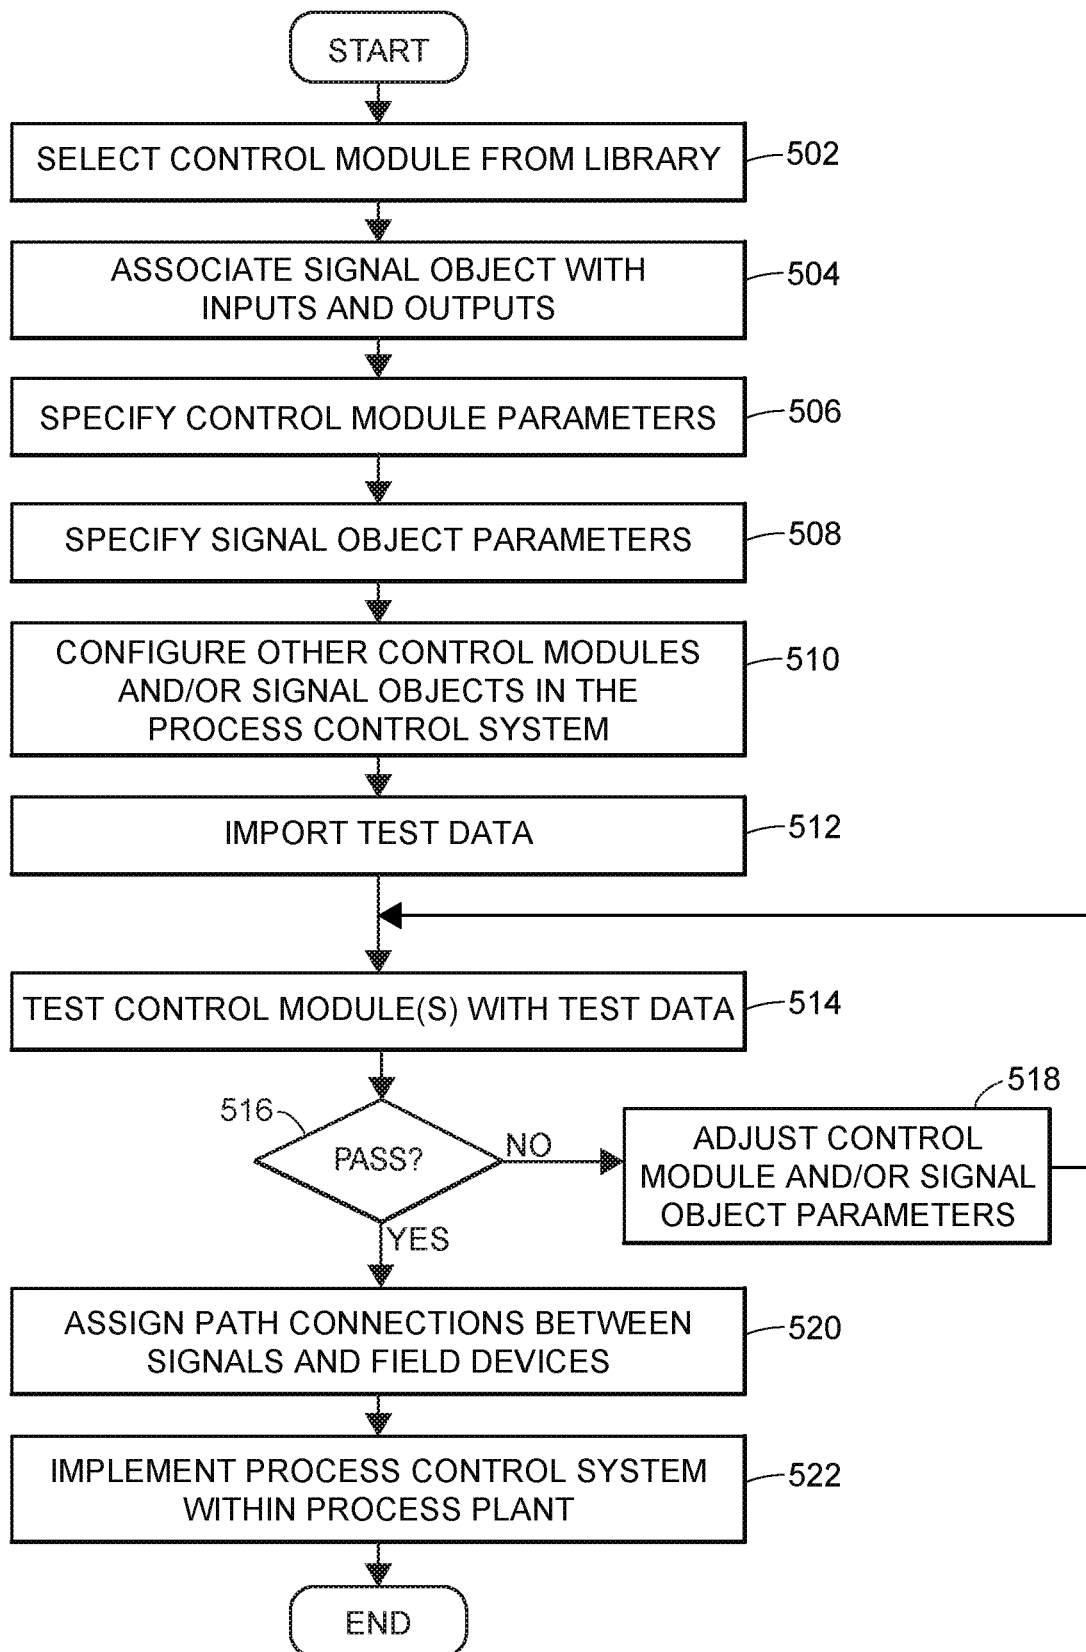 START
SELECT CONTROL MODULE FROM LIBRARY
502
ASSOCIATE SIGNAL OBJECT WITH
INPUTS AND OUTPUTS
504
SPECIFY CONTROL MODULE PARAMETERS
506
SPECIFY SIGNAL OBJECT PARAMETERS
508
CONFIGURE OTHER CONTROL MODULES
AND/OR SIGNAL OBJECTS IN THE
PROCESS CONTROL SYSTEM
510
IMPORT TEST DATA
512
TEST CONTROL MODULE(S) WITH TEST DATA
514
516
PASS?
NO
518
ADJUST CONTROL
MODULE AND/OR SIGNAL
OBJECT PARAMETERS
YES
ASSIGN PATH CONNECTIONS BETWEEN
SIGNALS AND FIELD DEVICES
520
IMPLEMENT PROCESS CONTROL SYSTEM
WITHIN PROCESS PLANT
522
END